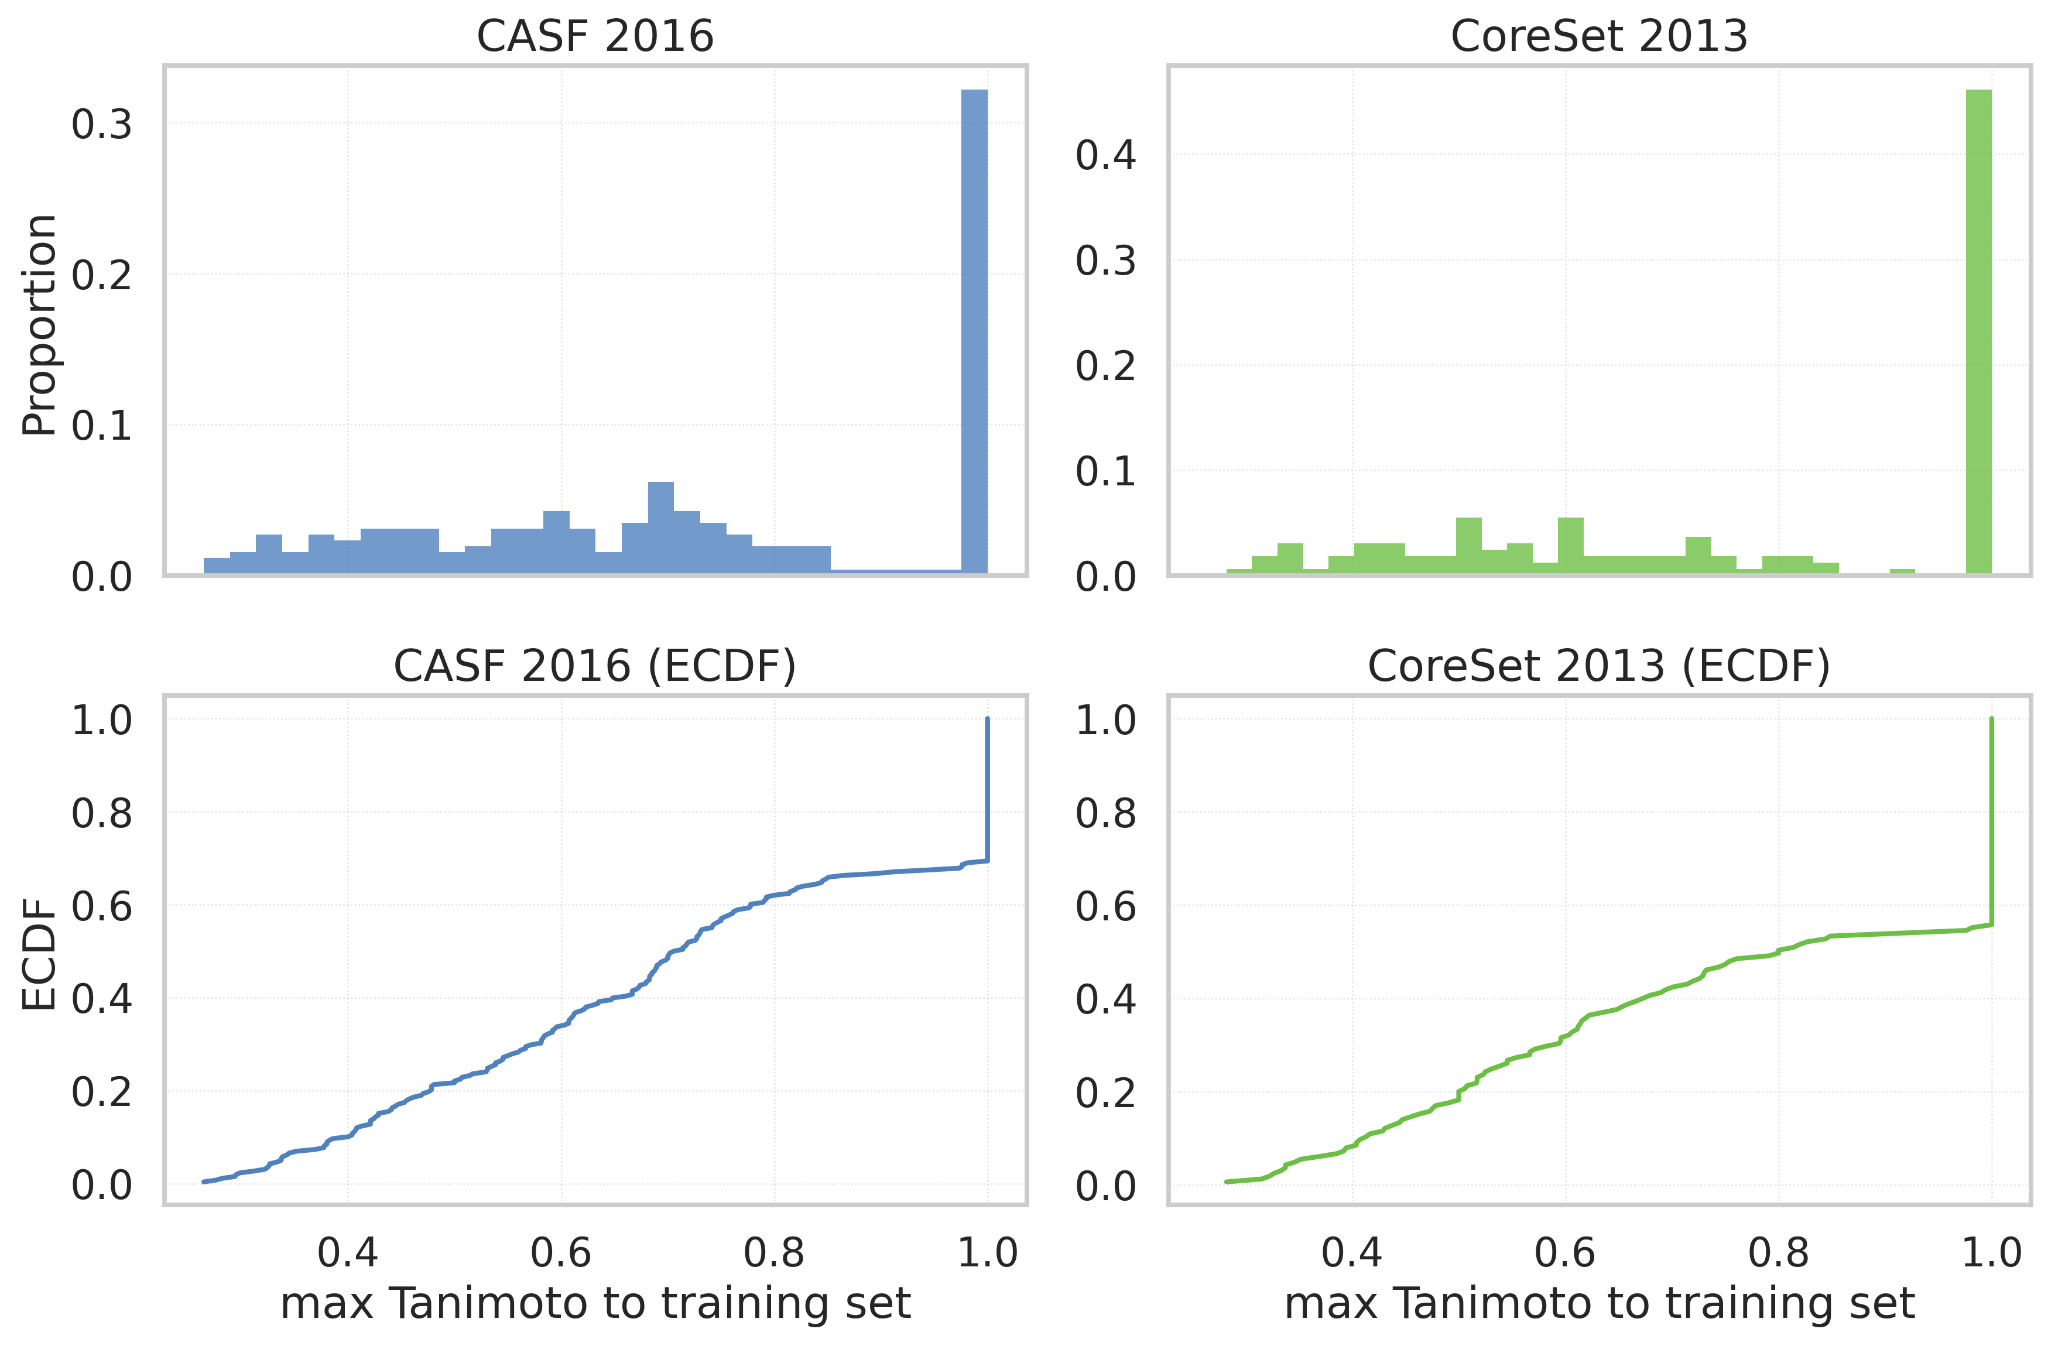 CASF 2016
CoreSet 2013
Proportion
0.3
0.2
0.1
0.0
0.4
0.3
0.2
0.1
0.0
CASF 2016 (ECDF)
CoreSet 2013 (ECDF)
ECDF
1.0
0.8
0.6
0.4
0.2
0.0
1.0
0.8
0.6
0.4
0.2
0.0
0.4 0.6 0.8 1.0
0.4 0.6 0.8 1.0
max Tanimoto to training set
max Tanimoto to training set